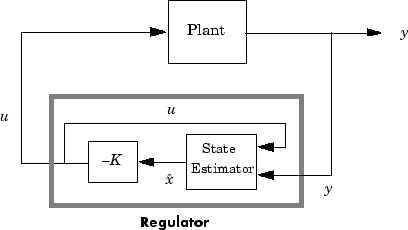 Plant
y
u
u
–K
State
Estimator
x̂
y
Regulator